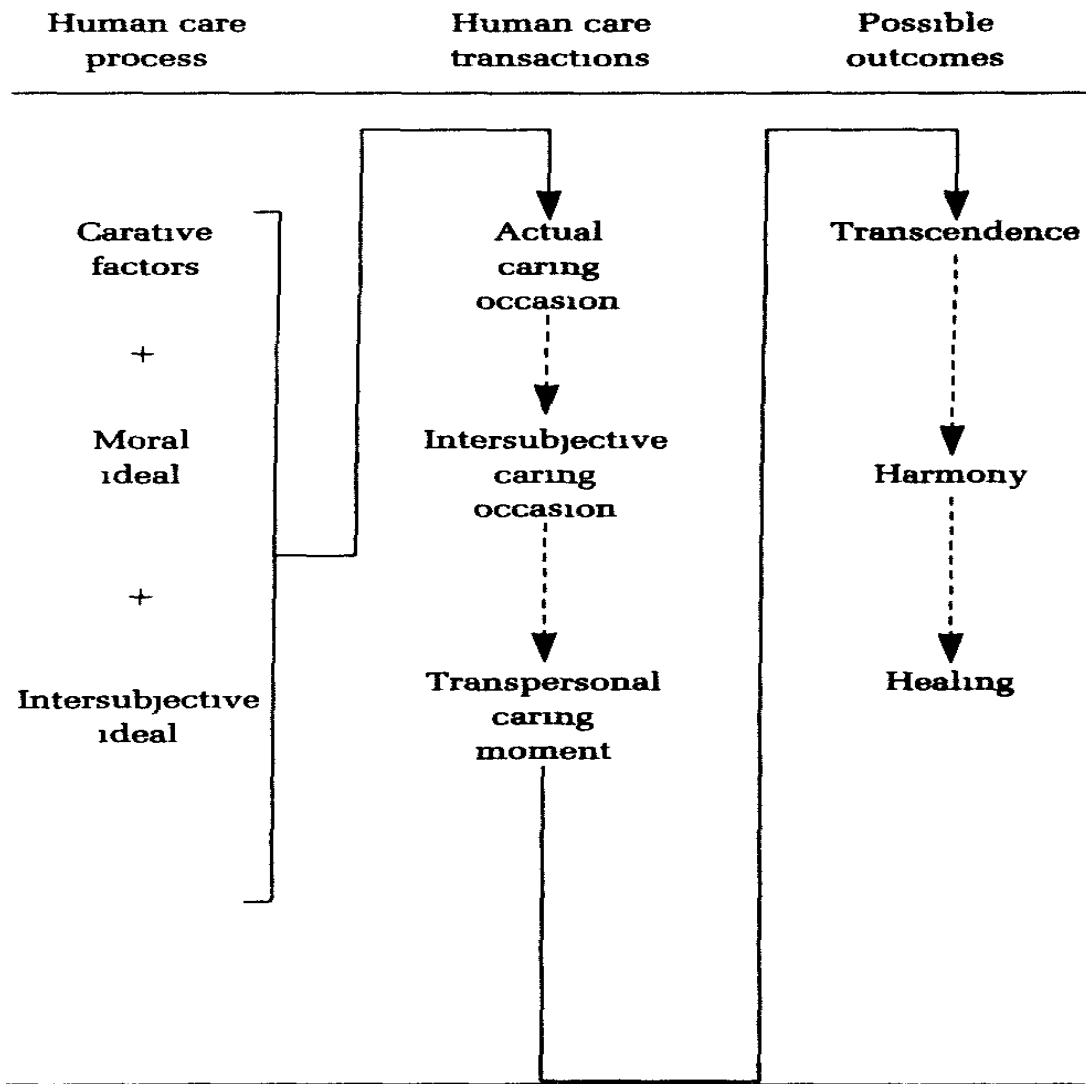 Human care
process
Human care
transactions
Possible
outcomes
Carative
factors
+
Moral
ideal
+
Intersubjective
ideal
Actual
caring
occasion
Intersubjective
caring
occasion
Transpersonal
caring
moment
Transcendence
Harmony
Healing